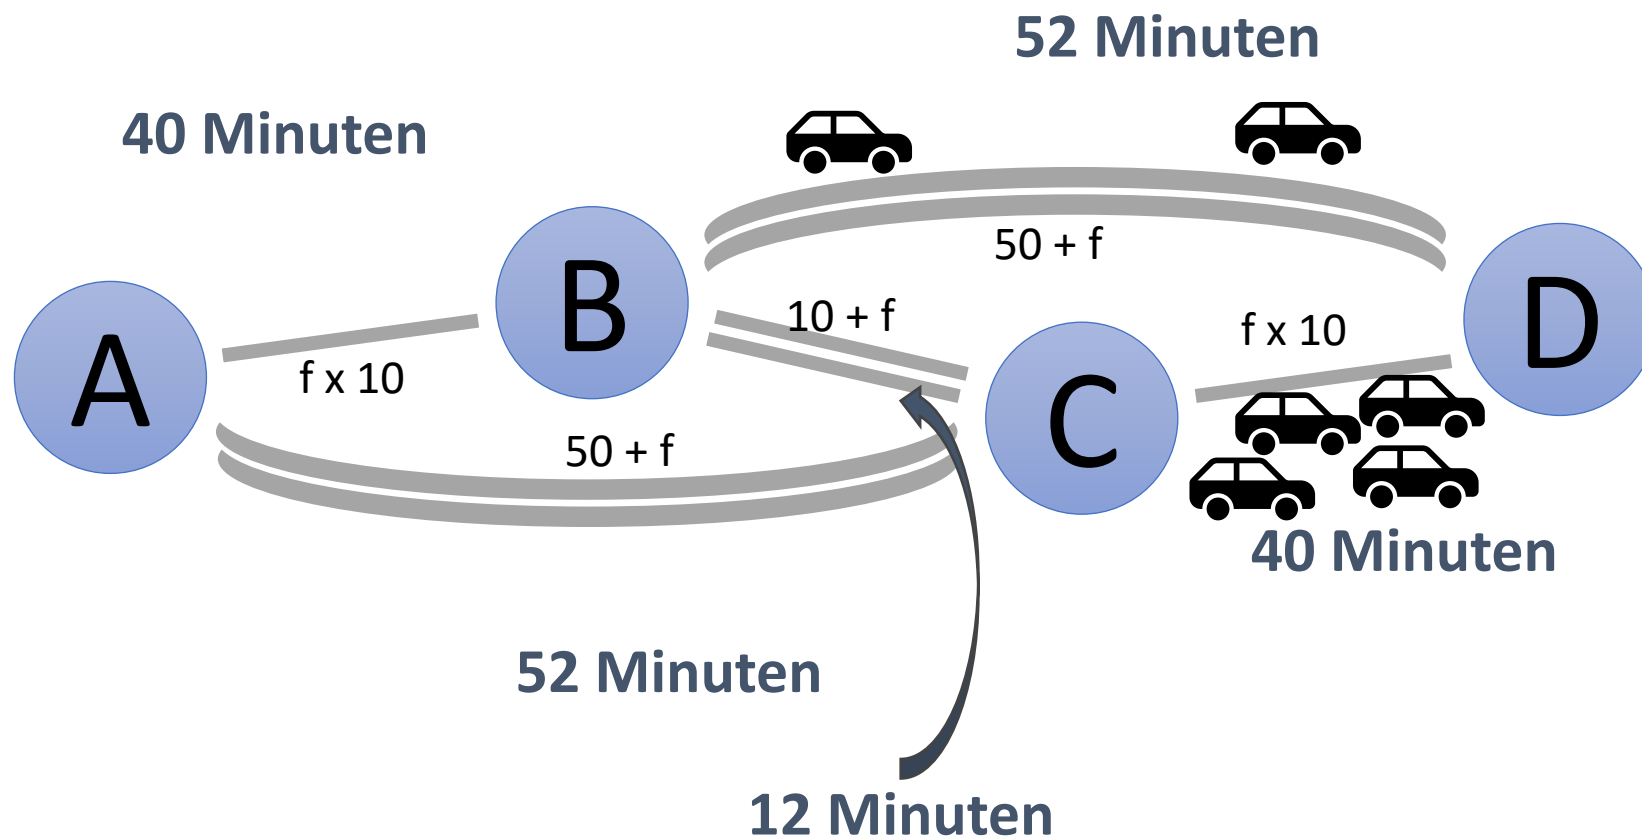 52 Minuten
40 Minuten
50 + f
B
D
10 + f
f x 10
A
f x 10
C
50 + f
40 Minuten
52 Minuten
12 Minuten